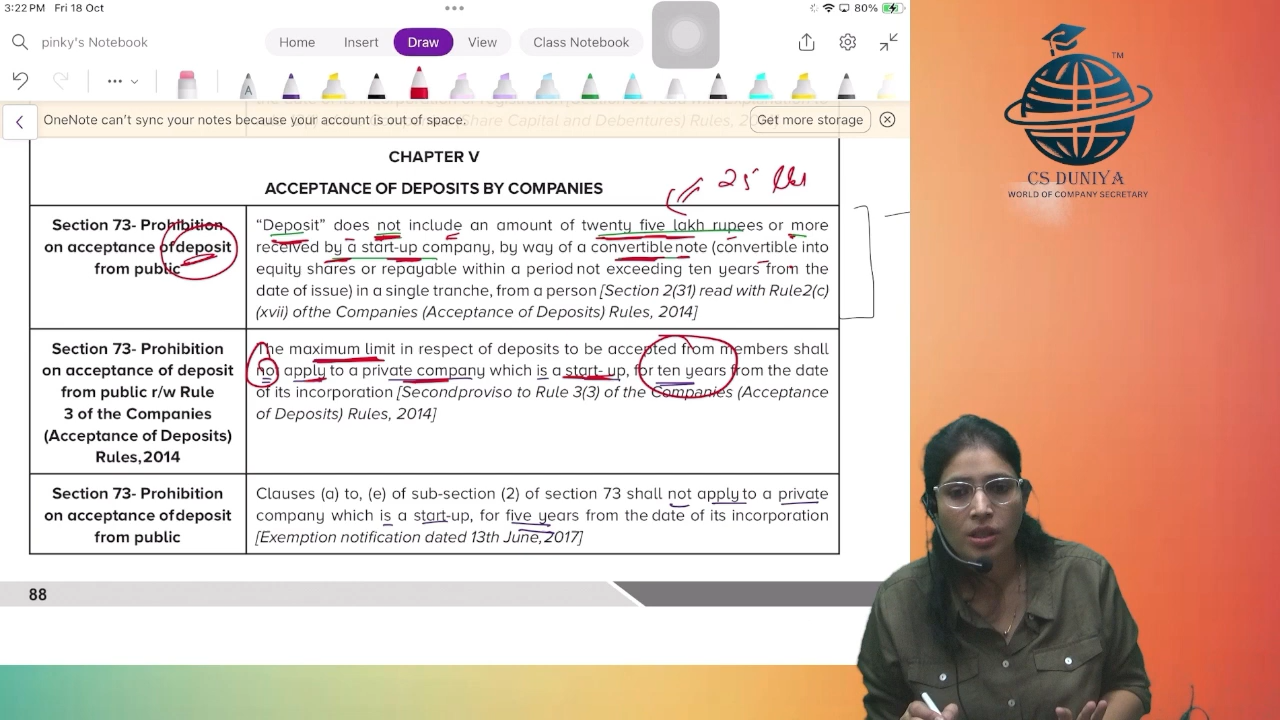 3:22 PM Fri 18 Oct
80%
pinky's Notebook
Home Insert Draw View Class Notebook
A
OneNote can't sync your notes because your account is out of space.
Get more storage
CHAPTER V
ACCEPTANCE OF DEPOSITS BY COMPANIES
25 lkh
Section 73- Prohibition
on acceptance of deposit
from public
"Deposit" does not include an amount of twenty five lakh rupees or more
received by a start-up company, by way of a convertible note (convertible into
equity shares or repayable within a period not exceeding ten years from the
date of issue) in a single tranche, from a person [Section 2(31) read with Rule2(c)
(xvii) of the Companies (Acceptance of Deposits) Rules, 2014]
Section 73- Prohibition
on acceptance of deposit
from public r/w Rule
3 of the Companies
(Acceptance of Deposits)
Rules, 2014
The maximum limit in respect of deposits to be accepted from members shall
not apply to a private company which is a start- up, for ten years from the date
of its incorporation [Second proviso to Rule 3(3) of the Companies (Acceptance
of Deposits) Rules, 2014]
Section 73- Prohibition
on acceptance of deposit
from public
Clauses (a) to, (e) of sub-section (2) of section 73 shall not apply to a private
company which is a start-up, for five years from the date of its incorporation
[Exemption notification dated 13th June, 2017]
88
TM
CS DUNIYA
WORLD OF COMPANY SECRETARY